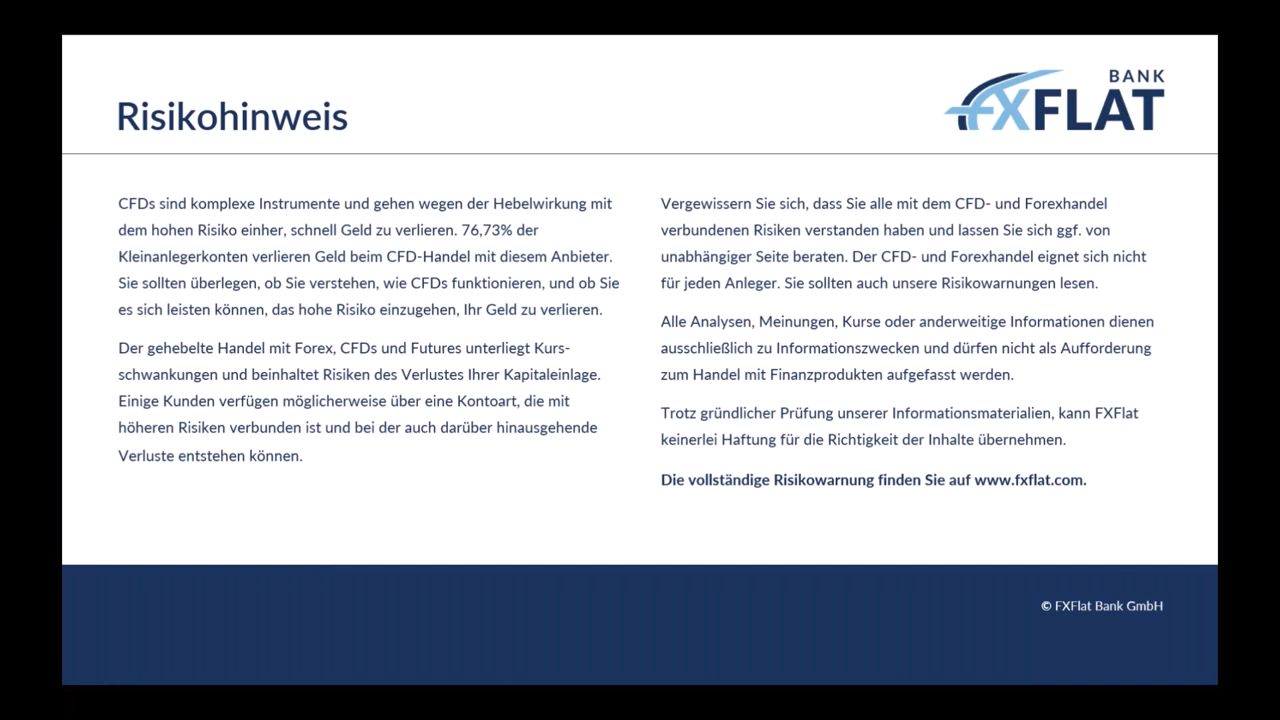 Risikohinweis
BANK
FXFLAT
CFDs sind komplexe Instrumente und gehen wegen der Hebelwirkung mit
dem hohen Risiko einher, schnell Geld zu verlieren. 76,73% der
Kleinanlegerkonten verlieren Geld beim CFD-Handel mit diesem Anbieter.
Sie sollten überlegen, ob Sie verstehen, wie CFDs funktionieren, und ob Sie
es sich leisten können, das hohe Risiko einzugehen, Ihr Geld zu verlieren.
Der gehebelte Handel mit Forex, CFDs und Futures unterliegt Kurs-
schwankungen und beinhaltet Risiken des Verlustes Ihrer Kapitaleinlage.
Einige Kunden verfügen möglicherweise über eine Kontoart, die mit
höheren Risiken verbunden ist und bei der auch darüber hinausgehende
Verluste entstehen können.
Vergewissern Sie sich, dass Sie alle mit dem CFD- und Forexhandel
verbundenen Risiken verstanden haben und lassen Sie sich ggf. von
unabhängiger Seite beraten. Der CFD- und Forexhandel eignet sich nicht
für jeden Anleger. Sie sollten auch unsere Risikowarnungen lesen.
Alle Analysen, Meinungen, Kurse oder anderweitige Informationen dienen
ausschließlich zu Informationszwecken und dürfen nicht als Aufforderung
zum Handel mit Finanzprodukten aufgefasst werden.
Trotz gründlicher Prüfung unserer Informationsmaterialien, kann FXFlat
keinerlei Haftung für die Richtigkeit der Inhalte übernehmen.
Die vollständige Risikowarnung finden Sie auf www.fxflat.com.
© FXFlat Bank GmbH